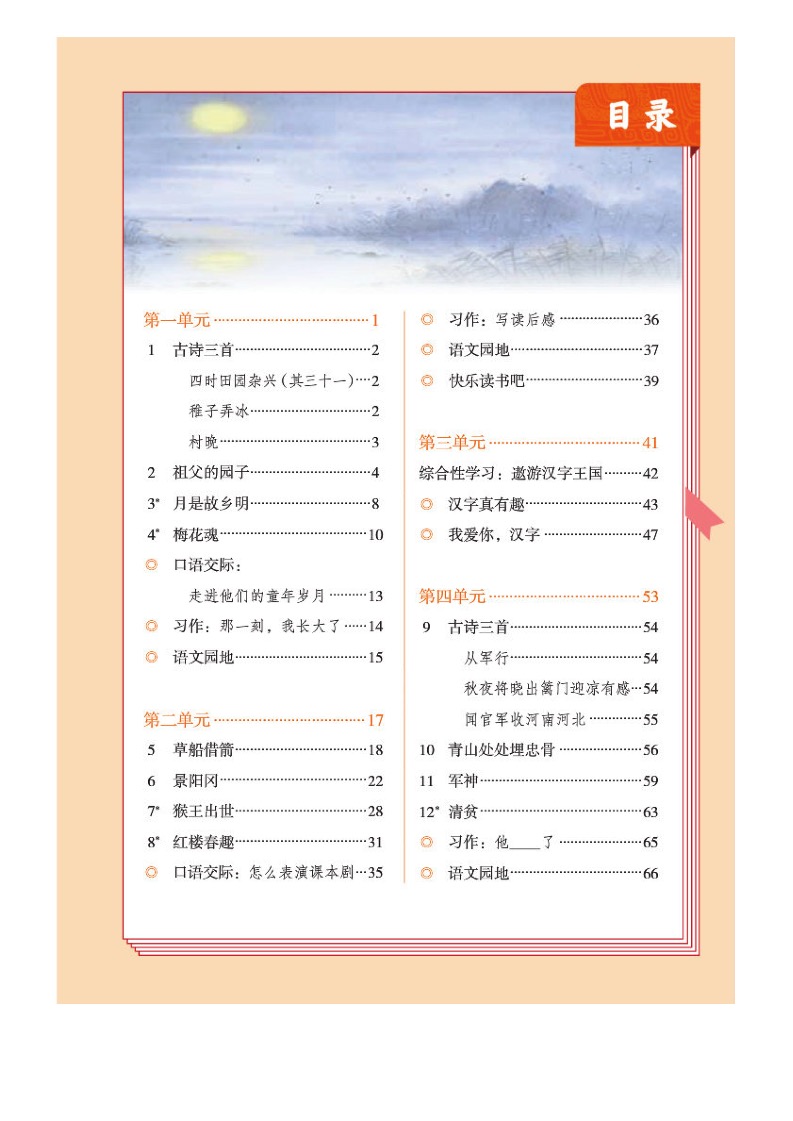 目录
第一单元 1
1 古诗三首 2
四时田园杂兴（其三十一） 2
稚子弄冰 2
村晚 3
2 祖父的园子 4
3* 月是故乡明 8
4* 梅花魂 10
◎ 口语交际：
走进他们的童年岁月 13
◎ 习作：那一刻，我长大了 14
◎ 语文园地 15
第二单元 17
5 草船借箭 18
6 景阳冈 22
7* 猴王出世 28
8* 红楼春趣 31
◎ 口语交际：怎么表演课本剧 35
◎ 习作：写读后感 36
◎ 语文园地 37
◎ 快乐读书吧 39
第三单元 41
综合性学习：遨游汉字王国 42
◎ 汉字真有趣 43
◎ 我爱你，汉字 47
第四单元 53
9 古诗三首 54
从军行 54
秋夜将晓出篱门迎凉有感 54
闻官军收河南河北 55
10 青山处处埋忠骨 56
11 军神 59
12* 清贫 63
◎ 习作：他____了 65
◎ 语文园地 66